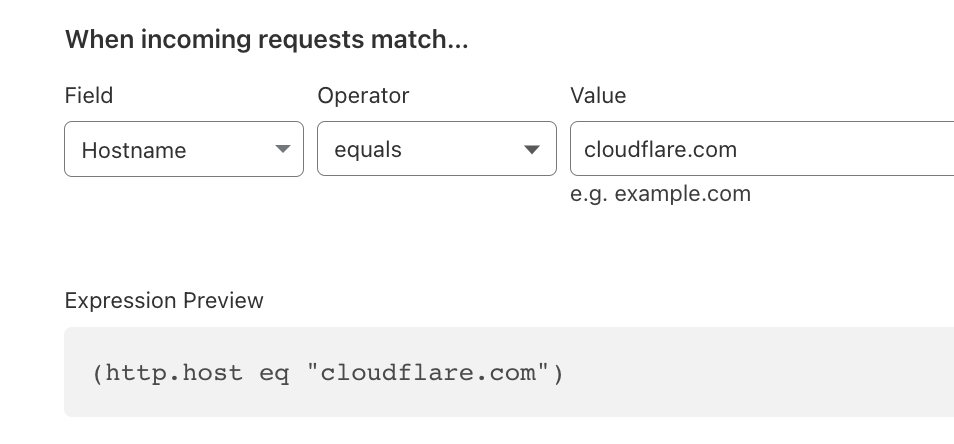 When incoming requests match...
Field Operator Value
Hostname equals cloudflare.com
e.g. example.com
Expression Preview
(http.host eq "cloudflare.com")